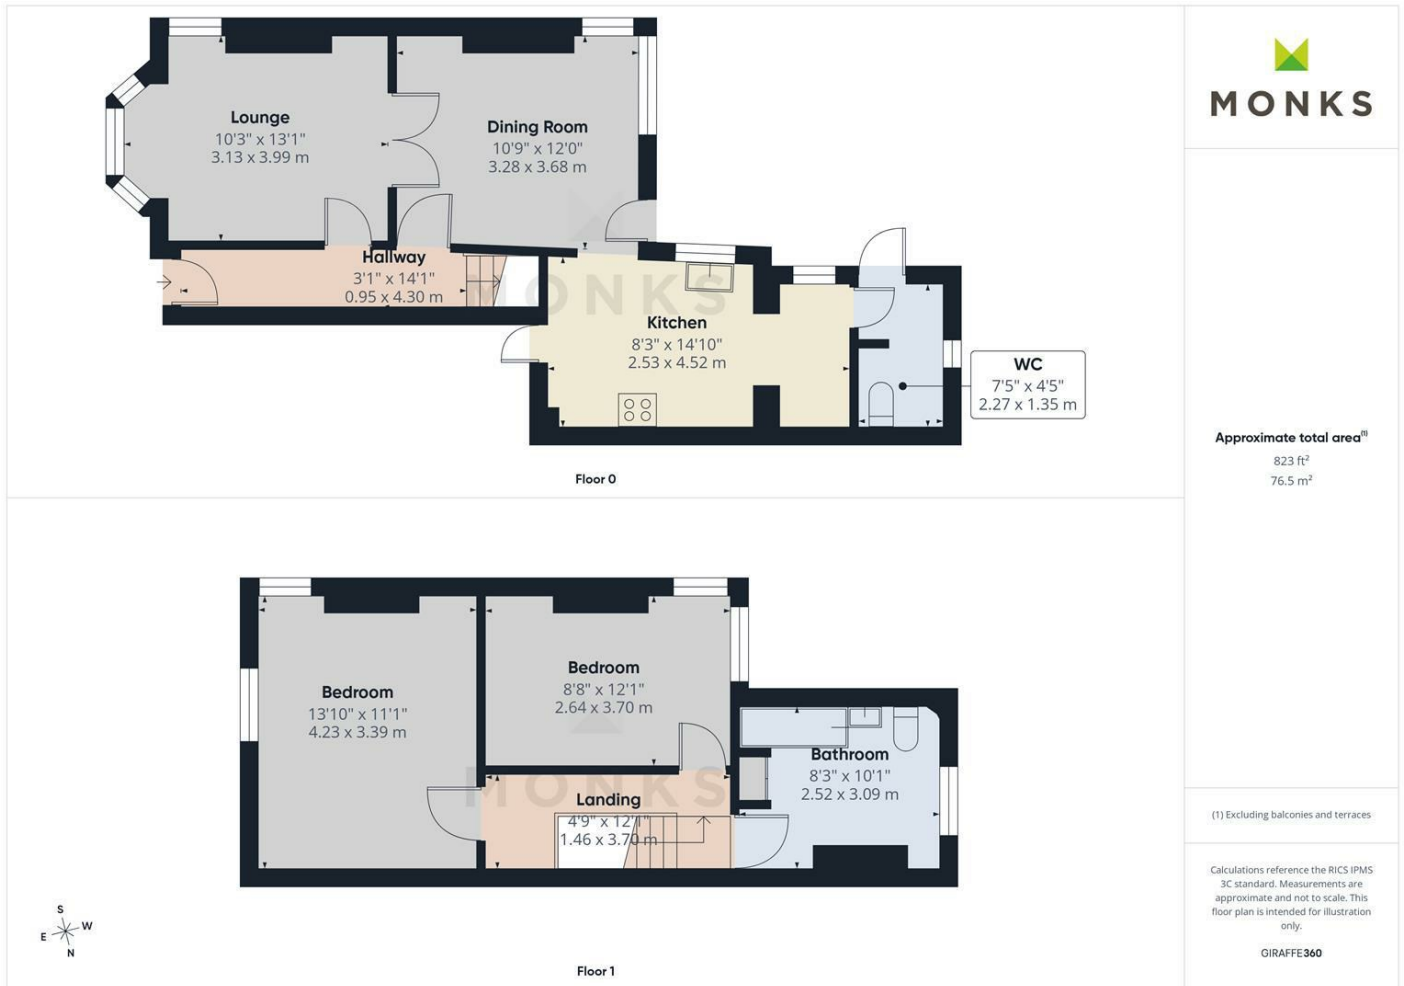 Lounge
10'3" x 13'1"
3.13 x 3.99 m
Dining Room
10'9" x 12'0"
3.28 x 3.68 m
Hallway
3'1" x 14'1"
0.95 x 4.30 m
MONKS
Kitchen
8'3" x 14'10"
2.53 x 4.52 m
WC
7'5" x 4'5"
2.27 x 1.35 m
Floor 0
Bedroom
13'10" x 11'1"
4.23 x 3.39 m
Bedroom
8'8" x 12'1"
2.64 x 3.70 m
MONKS
Landing
4'9" x 12'1"
1.46 x 3.70 m
Bathroom
8'3" x 10'1"
2.52 x 3.09 m
S
W
E
N
Floor 1
MONKS
Approximate total area(1)
823 ft²
76.5 m²
(1) Excluding balconies and terraces
Calculations reference the RICS IPMS
3C standard. Measurements are
approximate and not to scale. This
floor plan is intended for illustration
only.
GIRAFFE360